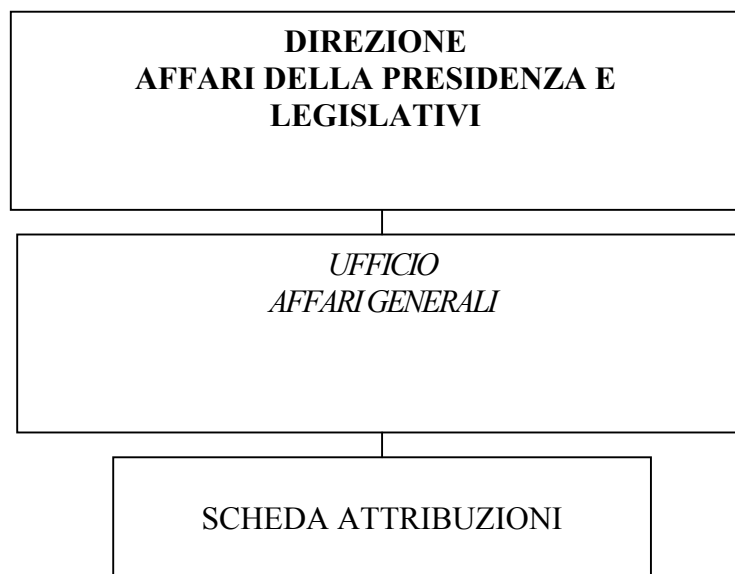 DIREZIONE
AFFARI DELLA PRESIDENZA E
LEGISLATIVI
UFFICIO
AFFARI GENERALI
SCHEDA ATTRIBUZIONI